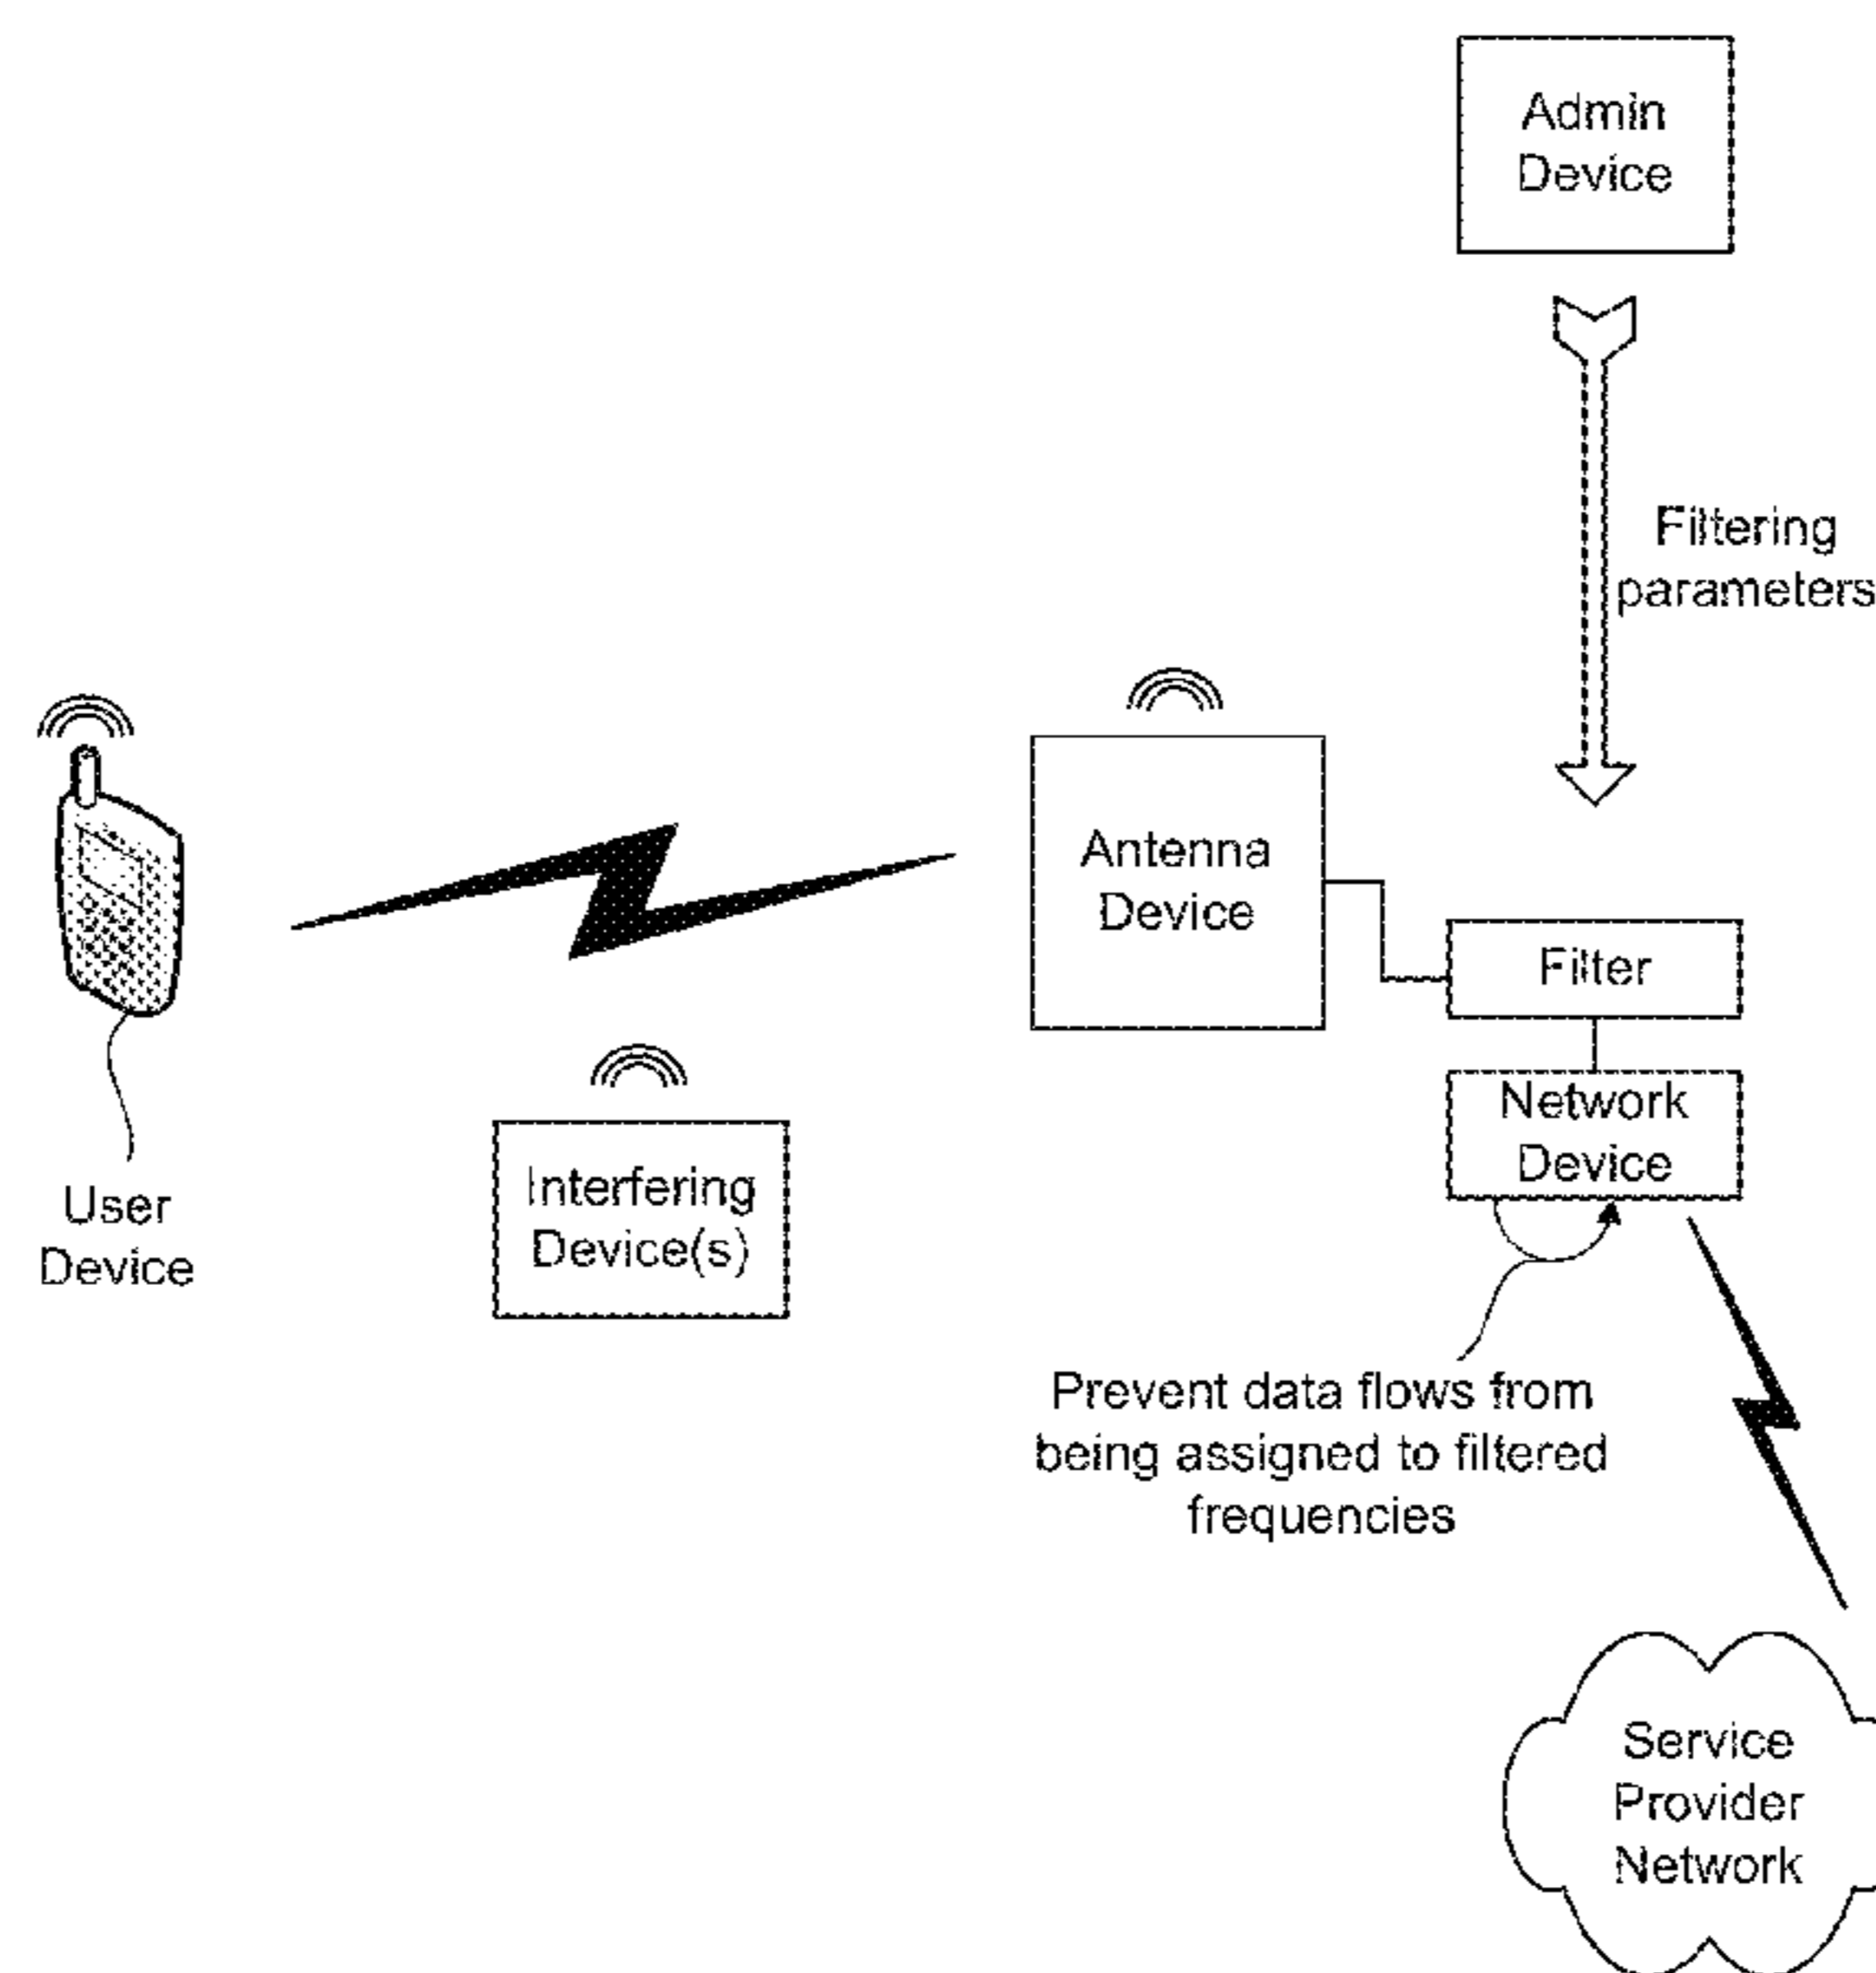 Admin
Device
Filtering
parameters
Antenna
Device
Filter
Network
Device
User
Device
Interfering
Device(s)
Prevent data flows from
being assigned to filtered
frequencies
Service
Provider
Network